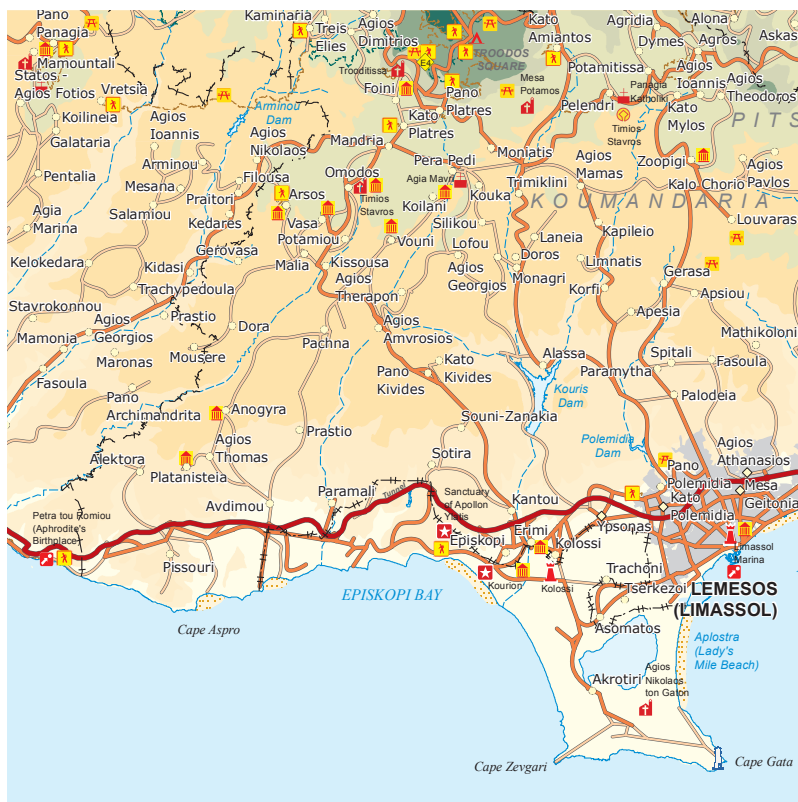 Pano
Panagia
Kaminaria
Treis
Elies
Agios
Dimitrios
Kato
Amiantos
Agridia
Alona
Askas
Dymes
Agros
Mamountali
Statos -
Agios Fotios
Vretsia
Trooditissa
E4
TROODOS
SQUARE
Mesa
Potamos
Potamitissa
Panagia
Katholiki
Agios
Ioannis
Agios
Theodoros
Foini
Pano
Platres
Pelendri
Kato
Mylos
PITS
Koilineia
Arminou
Dam
Kato
Platres
Timios
Stavros
Galataria
Agios
Ioannis
Agios
Nikolaos
Mandria
Moniatis
Zoopigi
Agios
Pavlos
Arminou
Filousa
Omodos
Pera Pedi
Agios
Mamas
Kalo Chorio
Pentalia
Mesana
Praitori
Arsos
Timios
Stavros
Agia Mavri
Koilani
Kouka
Trimiklini
KOUMANDARIA
Agia
Marina
Salamiou
Kedares
Vasa
Silikou
Kapileio
Louvaras
Potamiou
Vouni
Lofou
Laneia
Doros
Gerovasa
Kelokedara
Kidasi
Malia
Kissousa
Agios
Georgios
Monagri
Limnatis
Gerasa
Trachypedoula
Agios
Therapon
Korfi
Apsiou
Stavrokonnou
Prastio
Dora
Agios
Amvrosios
Apesia
Mathikoloni
Mamonia
Agios
Georgios
Pachna
Maronas
Mousere
Kato
Kivides
Alassa
Spitali
Fasoula
Fasoula
Pano
Kivides
Paramytha
Pano
Archimandrita
Anogyra
Kouris
Dam
Palodeia
Souni-Zanakia
Agios
Thomas
Prastio
Polemidia
Dam
Agios
Athanasios
Alektora
Platanisteia
Sotira
Pano
Polemidia
Mesa
Geitonia
Avdimou
Paramali
Tunnel
Sanctuary
of Apollon
Ylatis
Kantou
Kato
Polemidia
Petra tou Romiou
(Aphrodite's
Birthplace)
Ypsonas
Episkopi
Erimi
Kolossi
Limassol
Marina
Pissouri
Kourion
Kolossi
Trachoni
Tserkezoi
LEMESOS
(LIMASSOL)
EPISKOPI BAY
Cape Aspro
Asomatos
Aplostra
(Lady's
Mile Beach)
Akrotiri
Agios
Nikolaos
ton Gaton
Cape Zevgari
Cape Gata